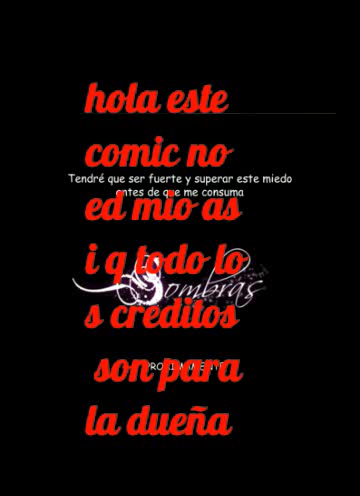 hola este
comic no
Tendré que ser fuerte y superar este miedo
antes de que me consuma
ed mio as
i q todo lo
Sombras
s creditos
PROXIMAMENTE
son para
la dueña